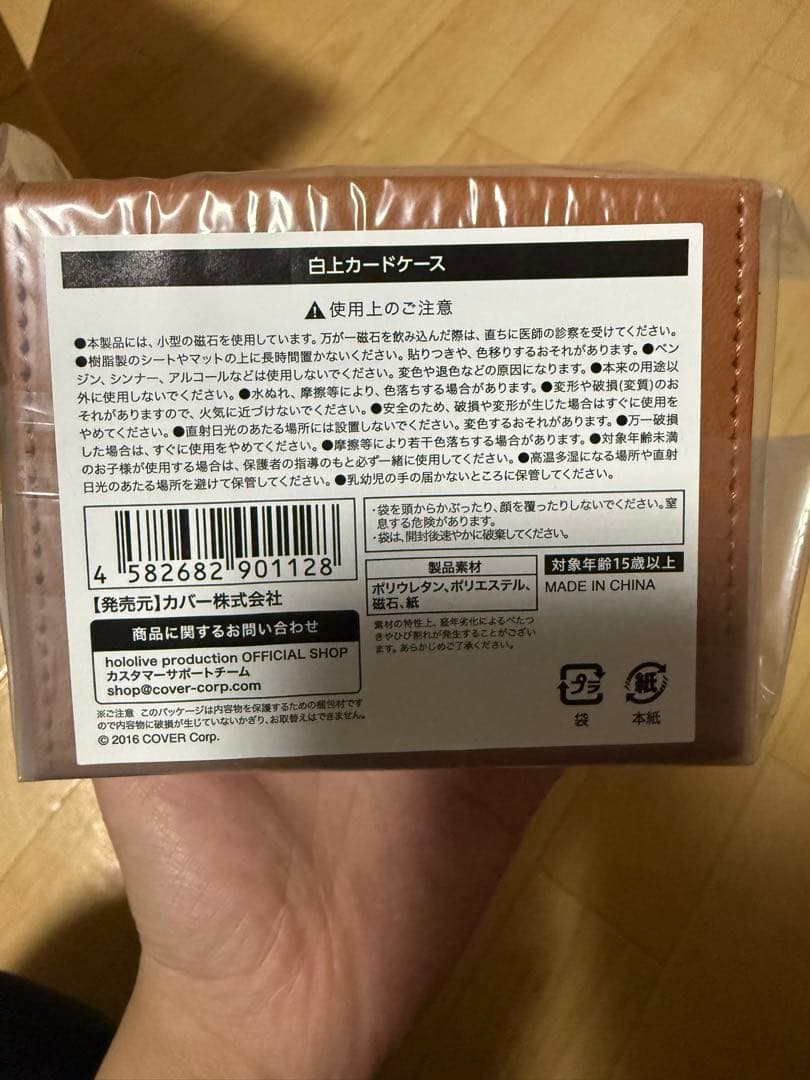 白上カードケース
⚠使用上のご注意
●本製品には、小型の磁石を使用しています。万が一磁石を飲み込んだ際は、直ちに医師の診察を受けてください。
●樹脂製のシートやマットの上に長時間置かないください。貼りつきや、色移りするおそれがあります。●ベン
ジン、シンナー、アルコールなどは使用しないでください。変色や退色などの原因になります。●本来の用途以
外に使用しないでください。●水ぬれ、摩擦等により、色落ちする場合があります。●変形や破損(変質)のお
それがありますので、火気に近づけないでください。●安全のため、破損や変形が生じた場合はすぐに使用を
やめてください。●直射日光のあたる場所には設置しないでください。変色するおそれがあります。●万一破損
した場合は、すぐに使用をやめてください。●摩擦等により若干色落ちする場合があります。●対象年齢未満
のお子様が使用する場合は、保護者の指導のもと必ず一緒に使用してください。●高温多湿になる場所や直射
日光のあたる場所を避けて保管してください。●乳幼児の手の届かないところに保管してください。
4 582682 901128
・袋を頭からかぶったり、顔を覆ったりしないでください。窒
息する危険があります。
・袋は、開封後速やかに破棄してください。
製品素材
ポリウレタン、ポリエステル、
磁石、紙
対象年齢15歳以上
MADE IN CHINA
素材の特性上、経年劣化によるべたつ
きやひび割れが発生することがござい
ます。あらかじめご了承ください。
【発売元】カバー株式会社
商品に関するお問い合わせ
hololive production OFFICIAL SHOP
カスタマーサポートチーム
shop@cover-corp.com
※ご注意 このパッケージは内容物を保護するための梱包材です
ので内容物に破損が生じていないかぎり、お取替えはできません。
© 2016 COVER Corp.
プラ
袋
紙
本紙